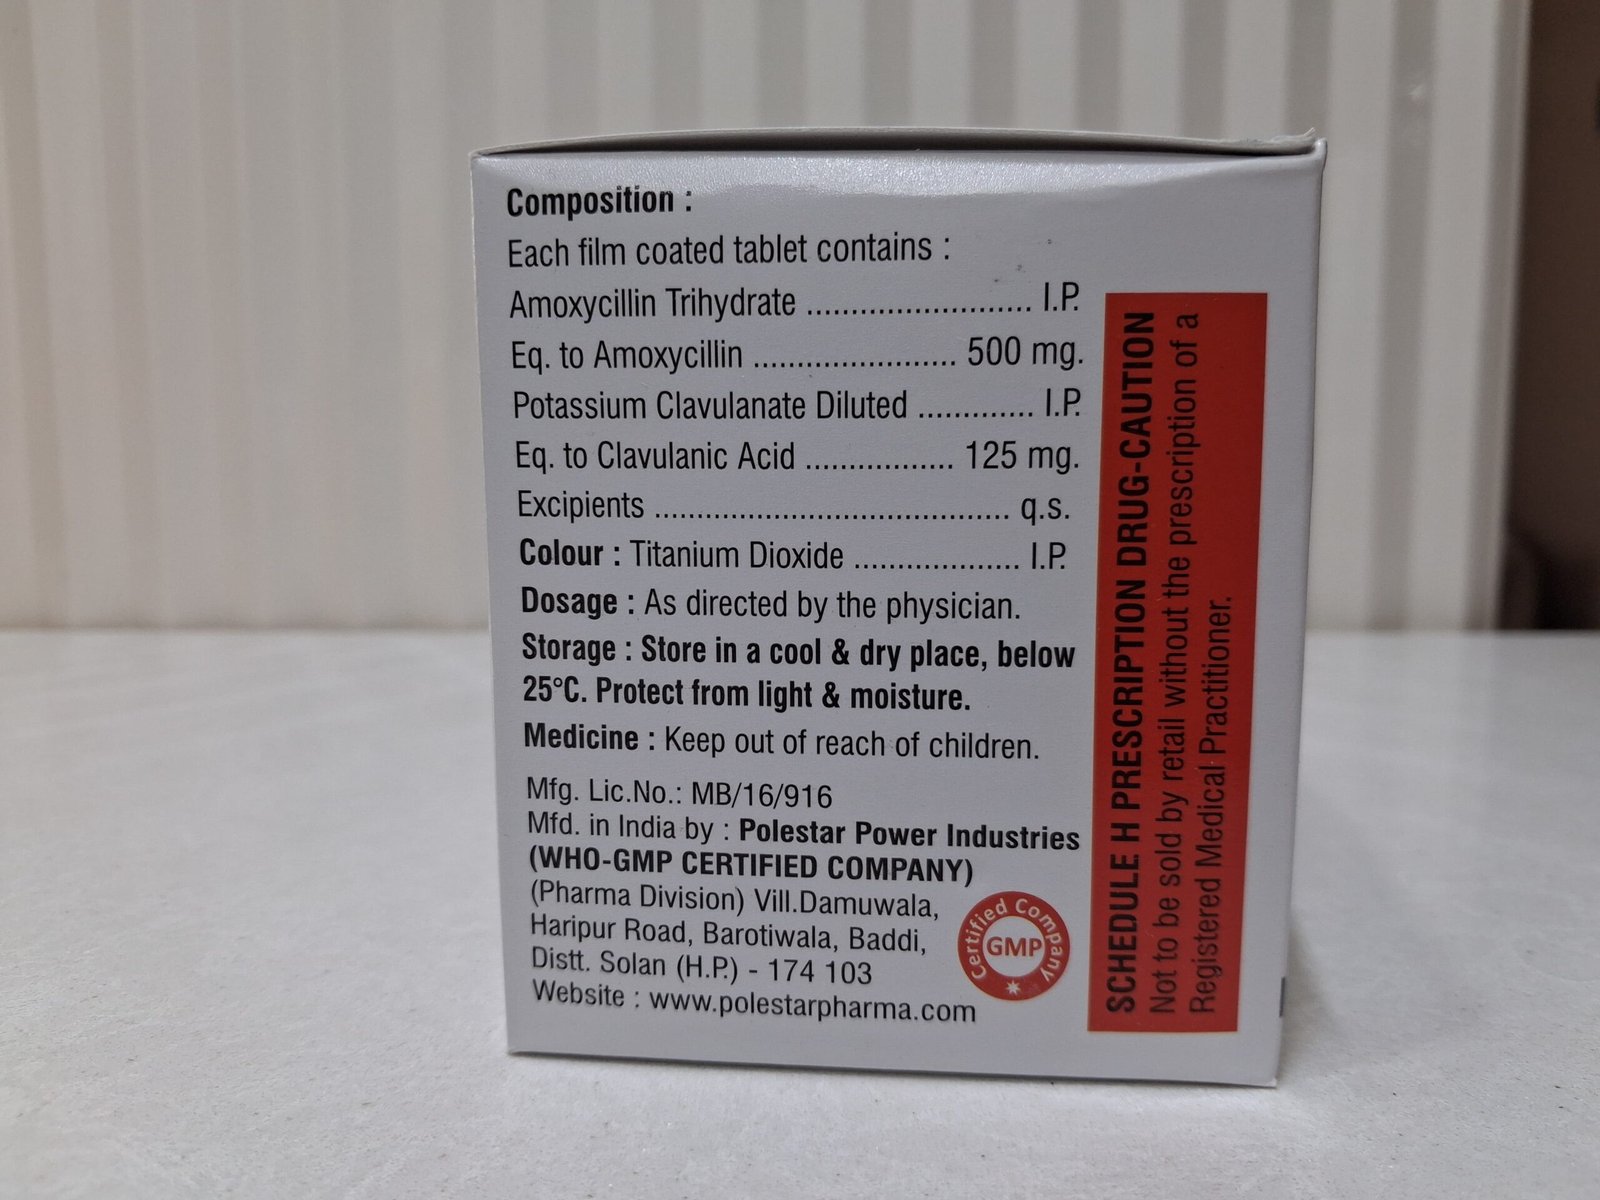 Composition :
Each film coated tablet contains :
Amoxycillin Trihydrate ......................... I.P.
Eq. to Amoxycillin ....................... 500 mg.
Potassium Clavulanate Diluted ............. I.P.
Eq. to Clavulanic Acid ................. 125 mg.
Excipients ......................................... q.s.
Colour : Titanium Dioxide ................... I.P.
Dosage : As directed by the physician.
Storage : Store in a cool & dry place, below
25°C. Protect from light & moisture.
Medicine : Keep out of reach of children.
Mfg. Lic.No.: MB/16/916
Mfd. in India by : Polestar Power Industries
(WHO-GMP CERTIFIED COMPANY)
(Pharma Division) Vill.Damuwala,
Haripur Road, Barotiwala, Baddi,
Distt. Solan (H.P.) - 174 103
Website : www.polestarpharma.com
Certified Company
GMP
SCHEDULE H PRESCRIPTION DRUG-CAUTION
Not to be sold by retail without the prescription of a
Registered Medical Practitioner.